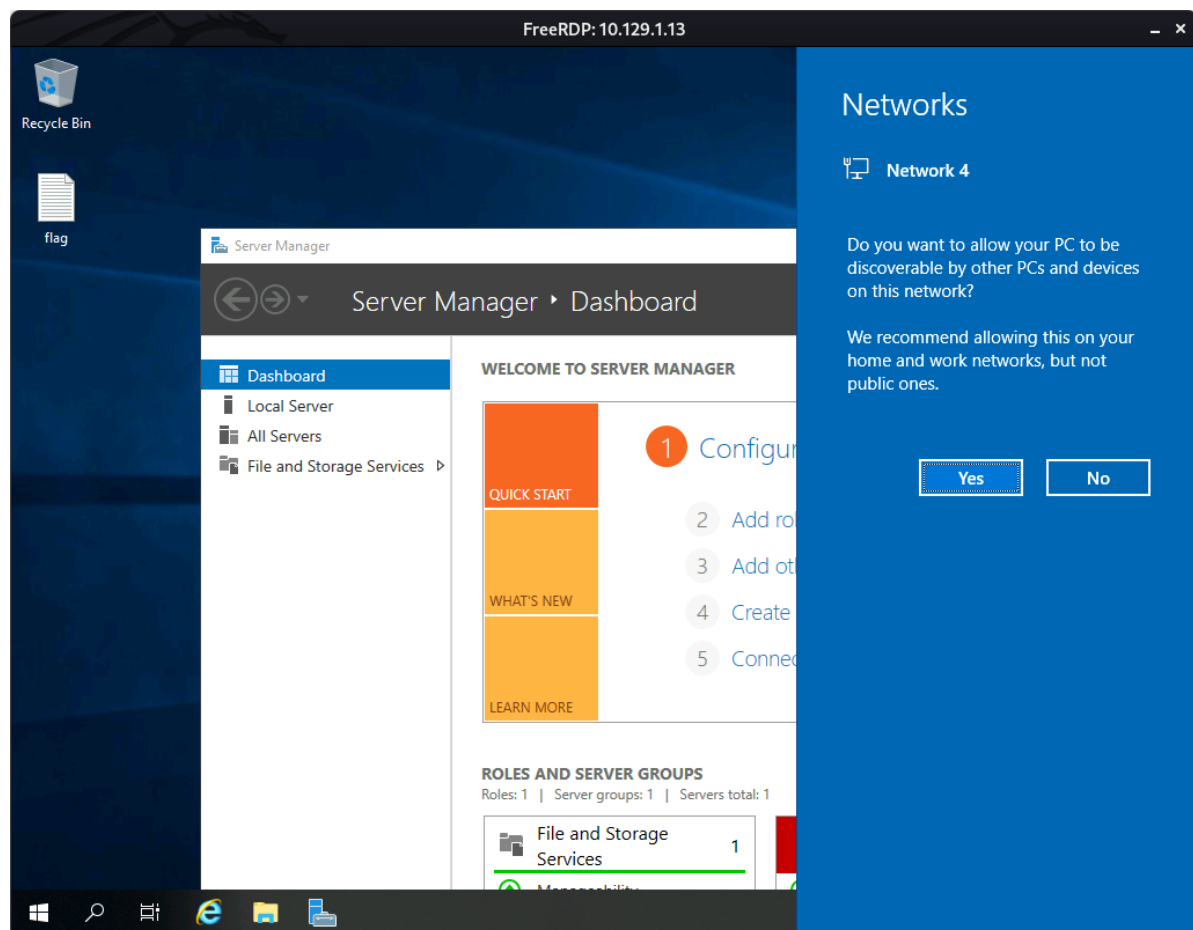 FreeRDP: 10.129.1.13
Recycle Bin
flag
Server Manager
Server Manager ‣ Dashboard
Dashboard
Local Server
All Servers
File and Storage Services
WELCOME TO SERVER MANAGER
QUICK START
WHAT'S NEW
LEARN MORE
1 Configur
2 Add rol
3 Add ot
4 Create
5 Connec
ROLES AND SERVER GROUPS
Roles: 1 | Server groups: 1 | Servers total: 1
File and Storage
Services
1
Networks
Network 4
Do you want to allow your PC to be
discoverable by other PCs and devices
on this network?
We recommend allowing this on your
home and work networks, but not
public ones.
Yes
No